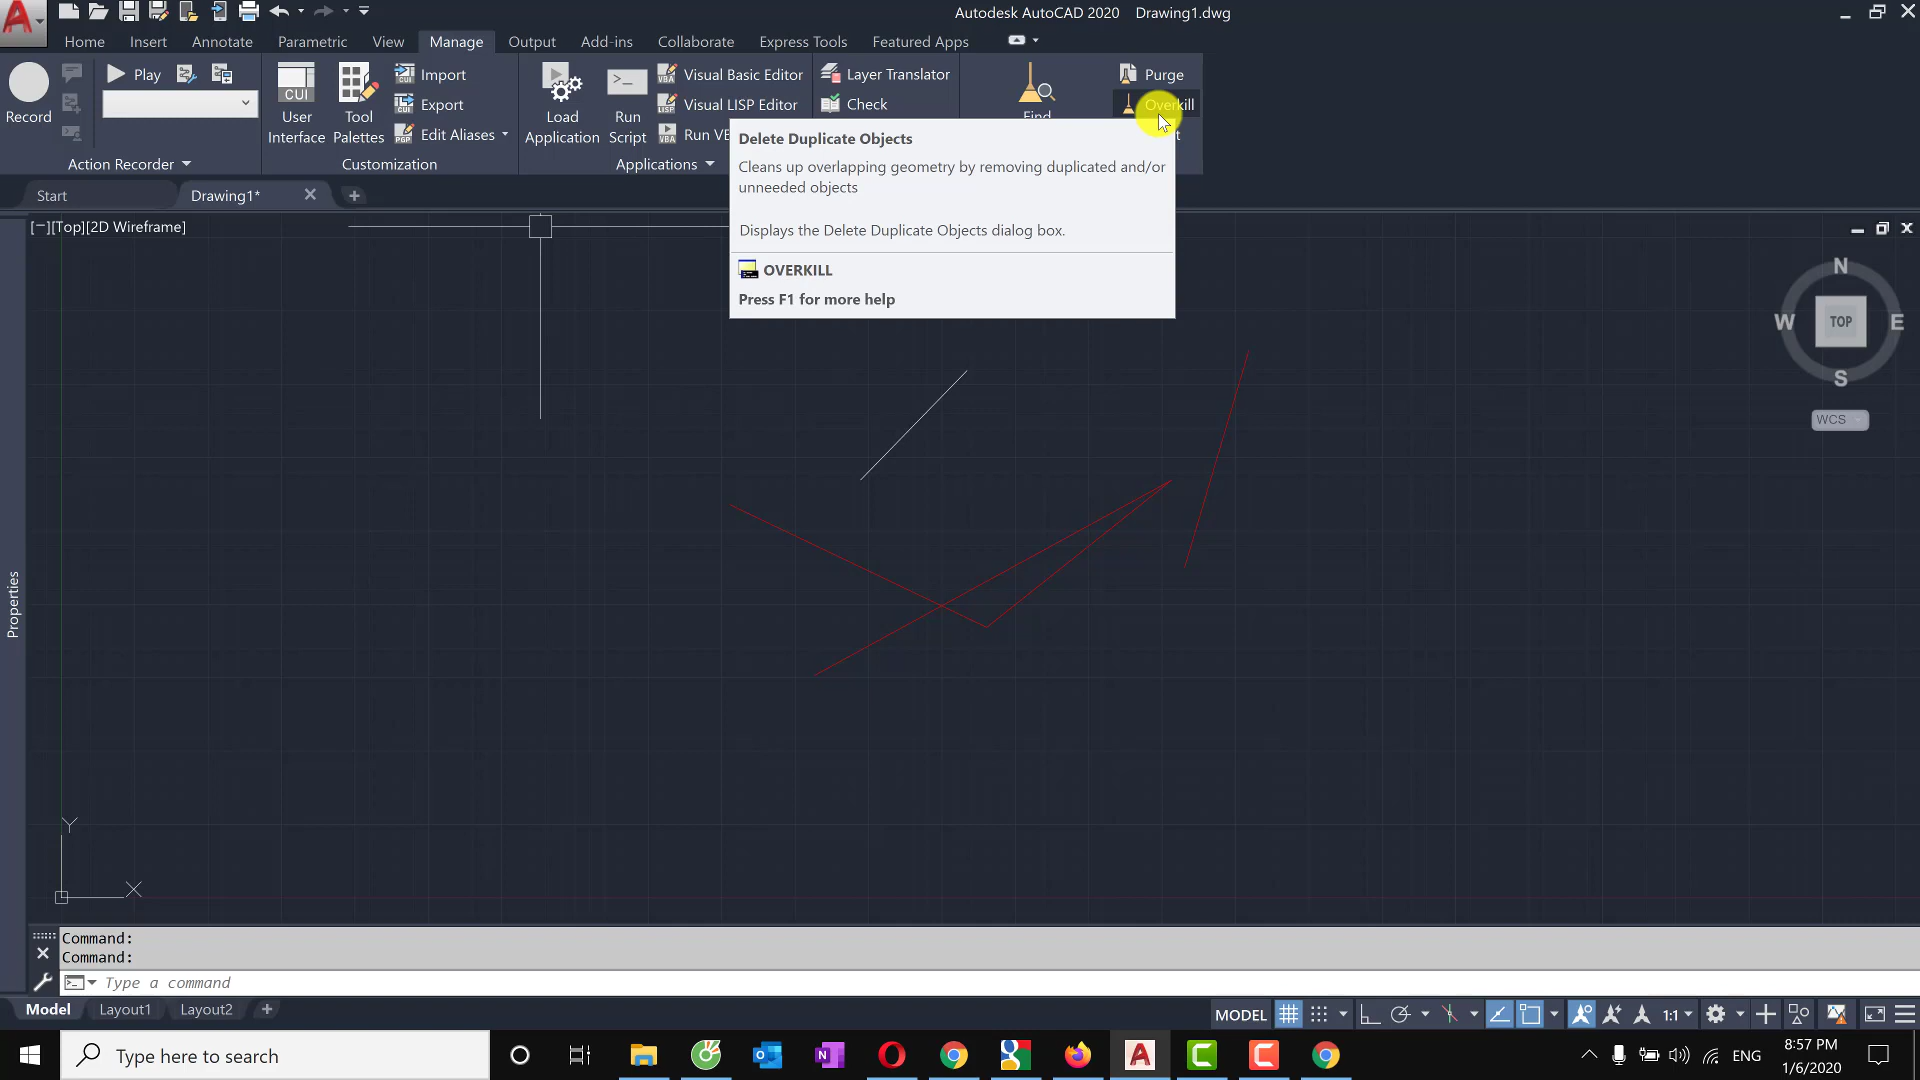 Autodesk AutoCAD 2020 Drawing1.dwg
Home Insert Annotate Parametric View Manage Output Add-ins Collaborate Express Tools Featured Apps
Record
Play
Action Recorder
CUI
User
Interface
Tool
Palettes
Import
Export
Edit Aliases
Customization
Load
Application
Run
Script
Visual Basic Editor
Visual LISP Editor
Run VB
Applications
Layer Translator
Check
Find
Purge
Overkill
Start
Drawing1*
[−][Top][2D Wireframe]
Delete Duplicate Objects
Cleans up overlapping geometry by removing duplicated and/or
unneeded objects
Displays the Delete Duplicate Objects dialog box.
OVERKILL
Press F1 for more help
N
W TOP E
S
WCS
Y
X
Properties
Command:
Command:
Type a command
Model Layout1 Layout2
MODEL 1:1
Type here to search
ENG
8:57 PM
1/6/2020